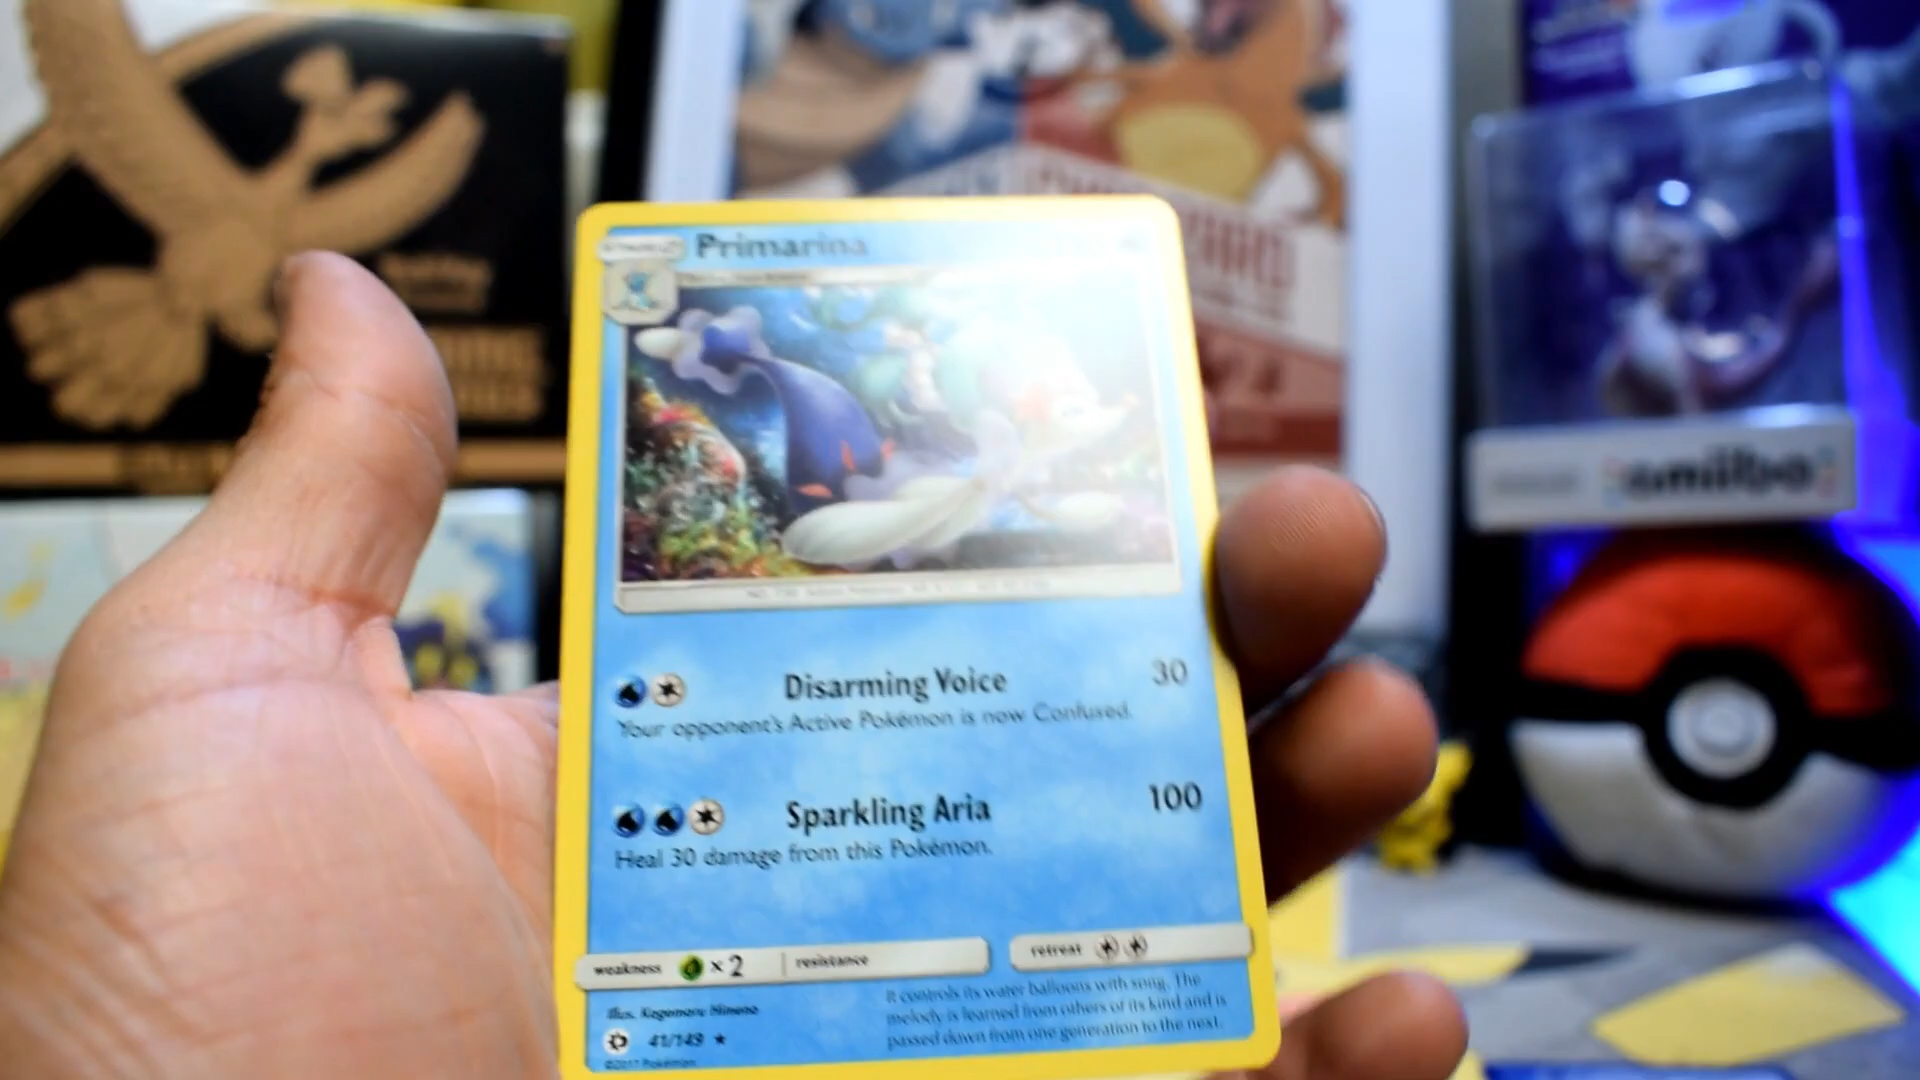 Primarina
Disarming Voice 30
Your opponent's Active Pokémon is now Confused.
Sparkling Aria 100
Heal 30 damage from this Pokémon.
weakness ×2 resistance
retreat
It controls its water balloons with song. The
melody is learned from others of its kind and is
passed down from one generation to the next.
Illus. Kagemaru Himeno
41/149 ★
©2017 Pokémon
amiibo